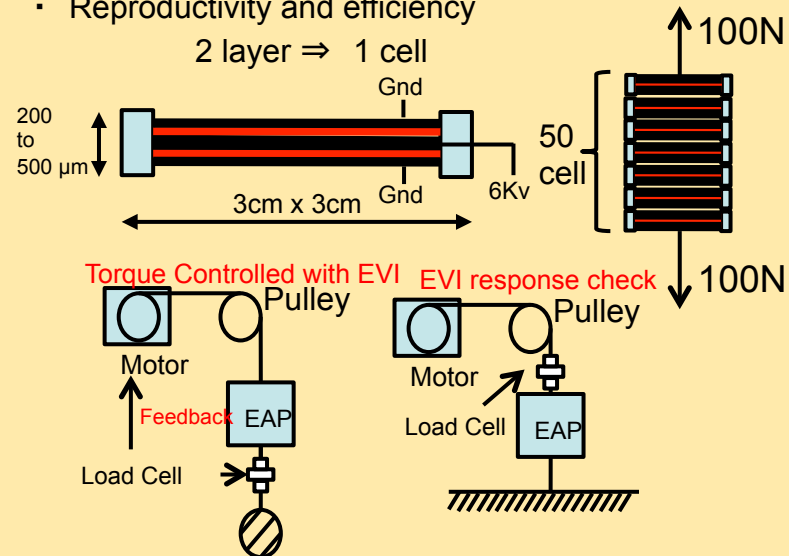 · Reproductivity and efficiency
2 layer ⇒ 1 cell
Gnd
200
to
500 µm
Gnd
6Kv
3cm x 3cm
50
cell
100N
100N
Torque Controlled with EVI
Pulley
Motor
Feedback
EAP
Load Cell
EVI response check
Pulley
Motor
Load Cell
EAP